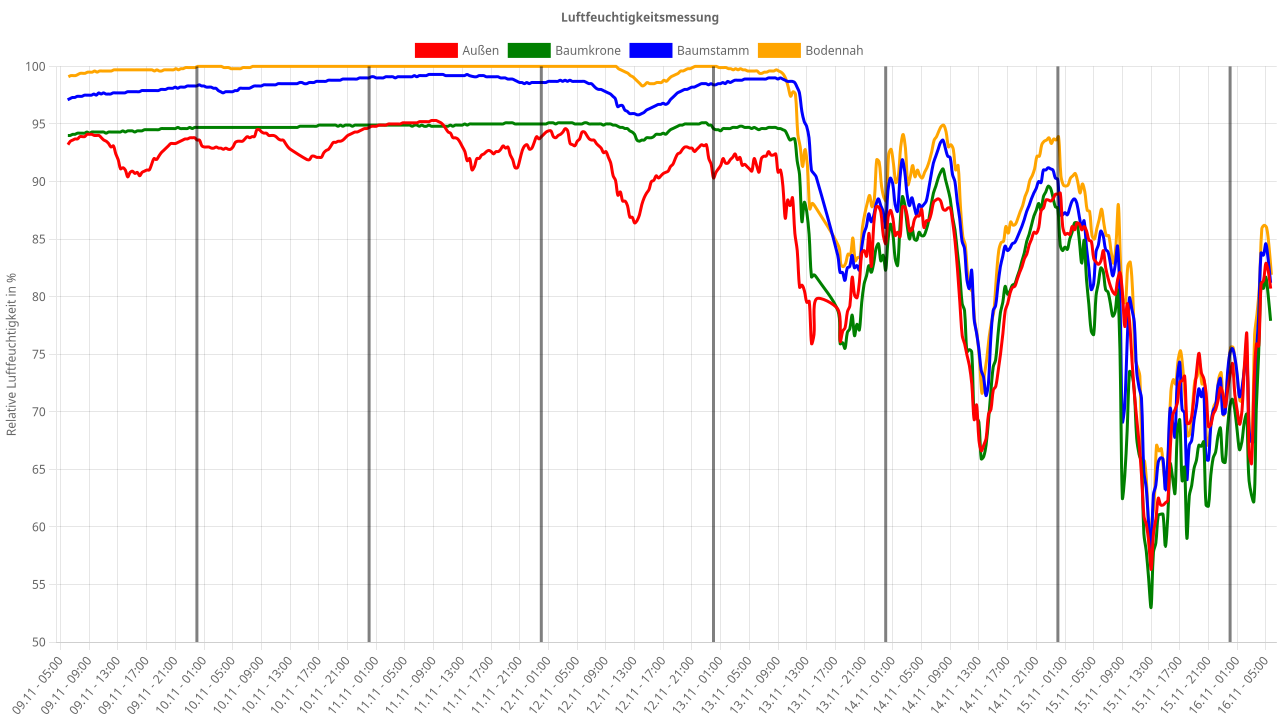 Luftfeuchtigkeitsmessung
Außen Baumkrone Baumstamm Bodennah
Relative Luftfeuchtigkeit in %
100
95
90
85
80
75
70
65
60
55
50
09.11 - 05:00
09.11 - 09:00
09.11 - 13:00
09.11 - 17:00
09.11 - 21:00
10.11 - 01:00
10.11 - 05:00
10.11 - 09:00
10.11 - 13:00
10.11 - 17:00
10.11 - 21:00
11.11 - 01:00
11.11 - 05:00
11.11 - 09:00
11.11 - 13:00
11.11 - 17:00
11.11 - 21:00
12.11 - 01:00
12.11 - 05:00
12.11 - 09:00
12.11 - 13:00
12.11 - 17:00
12.11 - 21:00
13.11 - 01:00
13.11 - 05:00
13.11 - 09:00
13.11 - 13:00
13.11 - 17:00
13.11 - 21:00
14.11 - 01:00
14.11 - 05:00
14.11 - 09:00
14.11 - 13:00
14.11 - 17:00
14.11 - 21:00
15.11 - 01:00
15.11 - 05:00
15.11 - 09:00
15.11 - 13:00
15.11 - 17:00
15.11 - 21:00
16.11 - 01:00
16.11 - 05:00